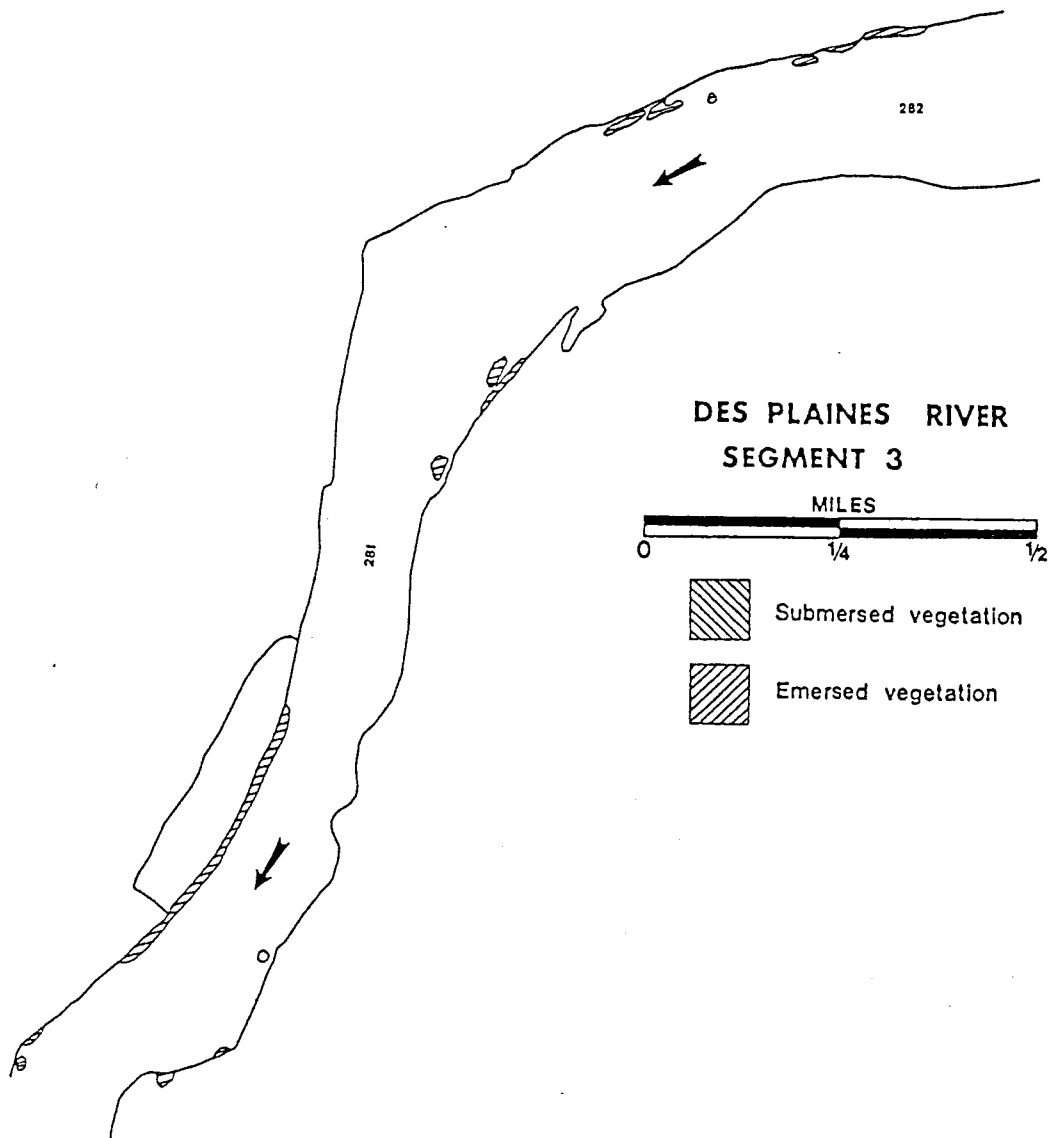 282
DES PLAINES RIVER
SEGMENT 3
MILES
0 1/4 1/2
281
Submersed vegetation
Emersed vegetation